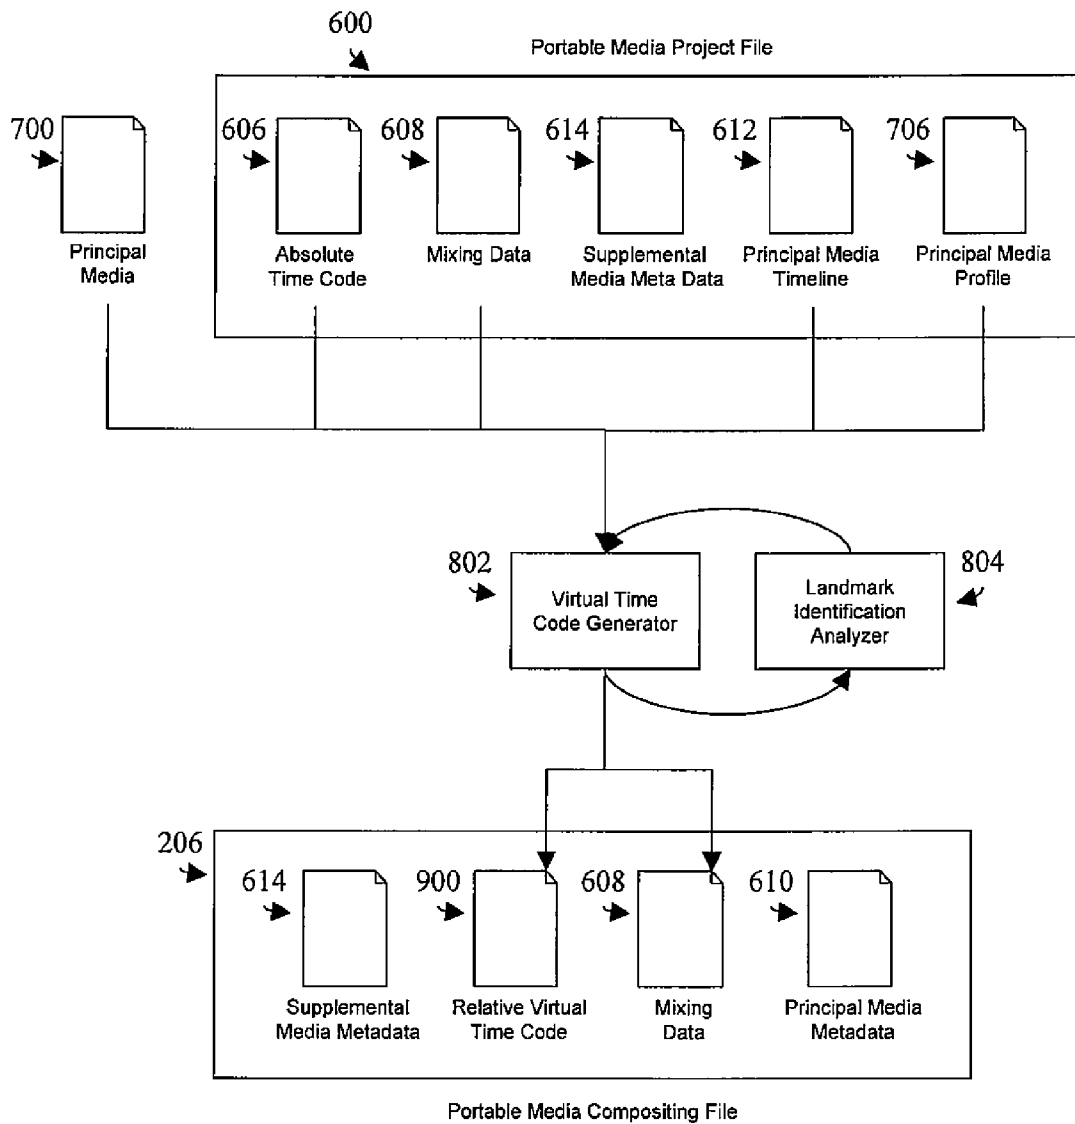 600
Portable Media Project File
700
606
608
614
612
706
Principal
Media
Absolute
Time Code
Mixing Data
Supplemental
Media Meta Data
Principal Media
Timeline
Principal Media
Profile
802
Virtual Time
Code Generator
Landmark
Identification
Analyzer
804
206
614
900
608
610
Supplemental
Media Metadata
Relative Virtual
Time Code
Mixing
Data
Principal Media
Metadata
Portable Media Compositing File